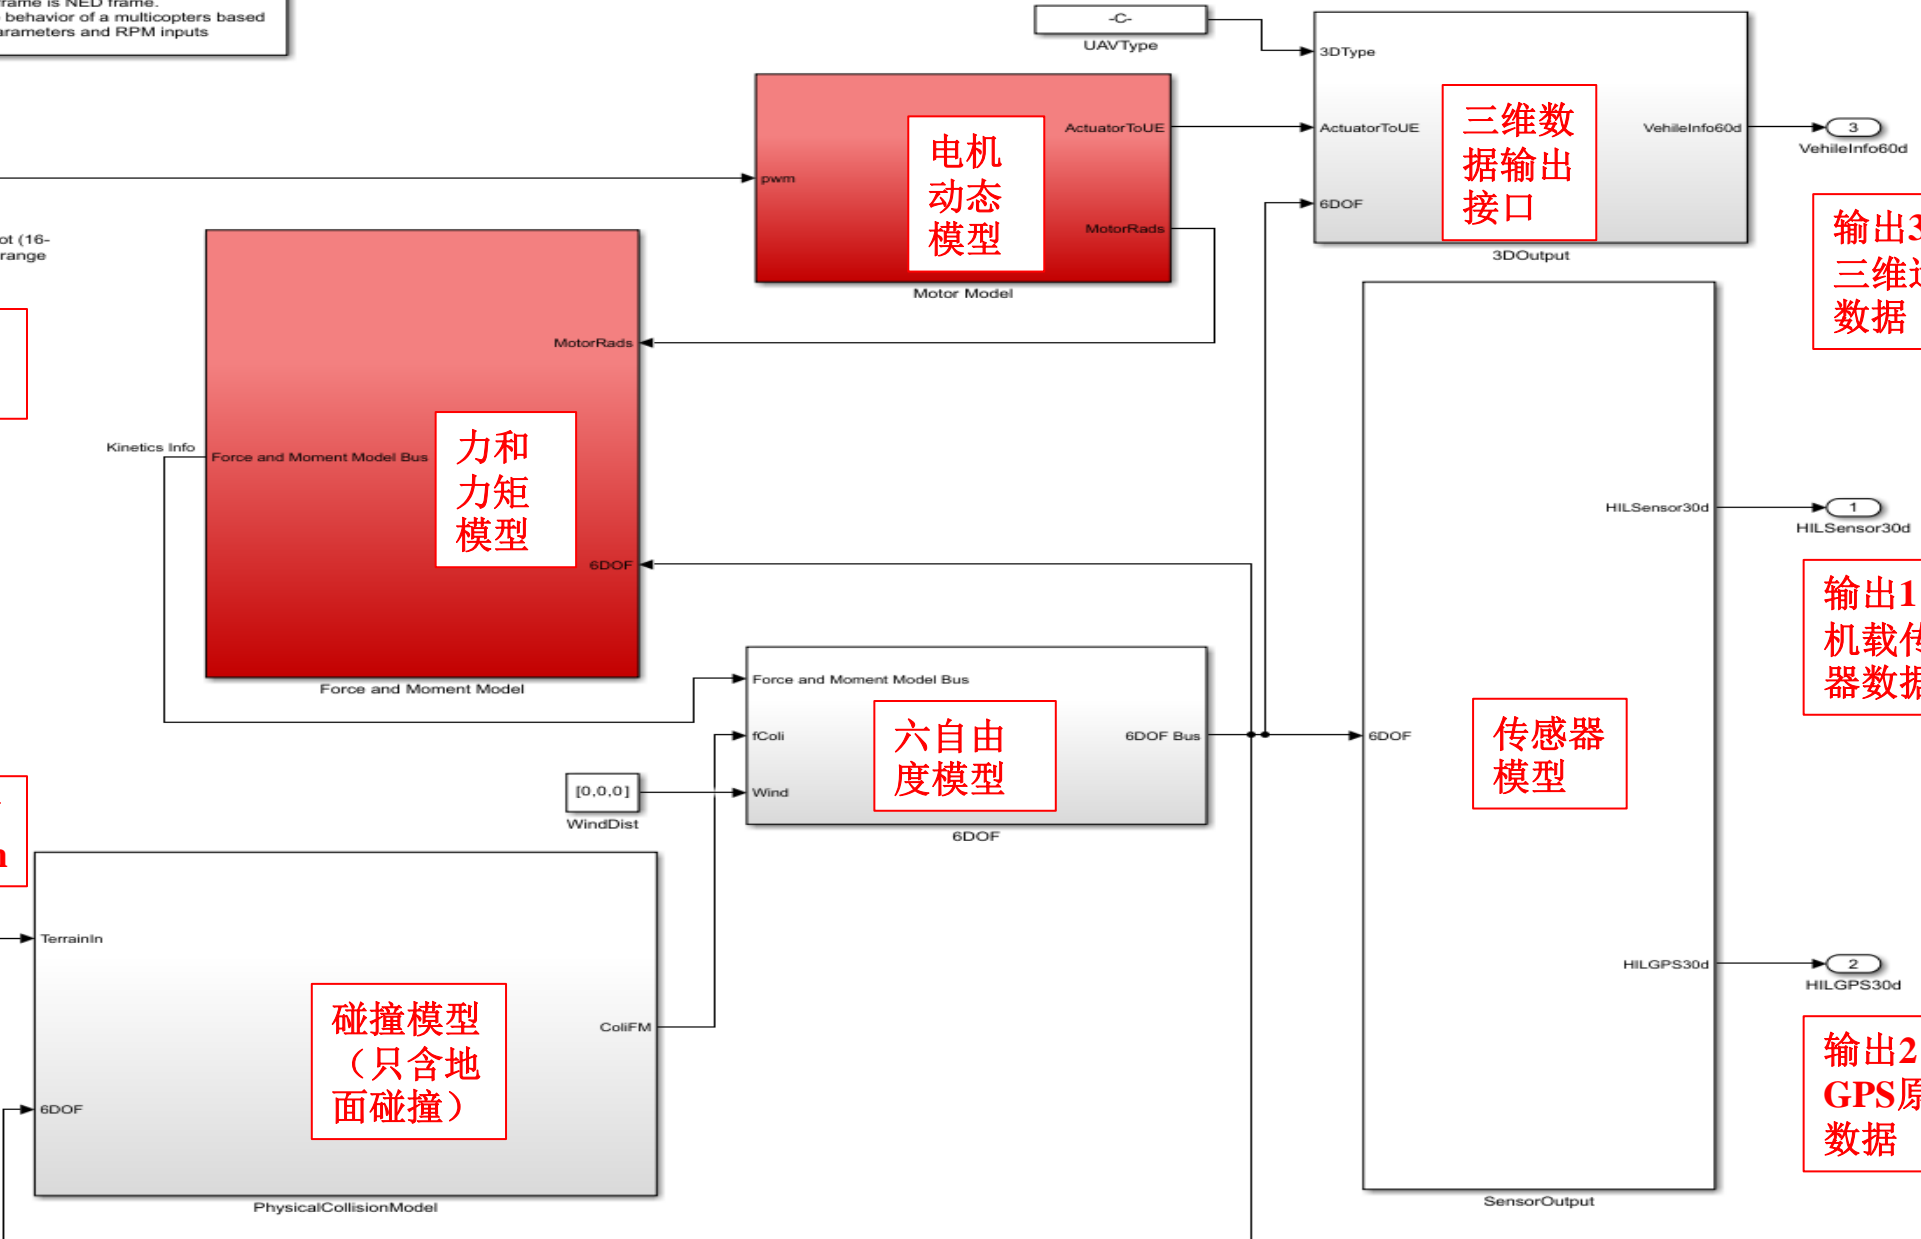 frame is NED frame.
behavior of a multicopters based
arameters and RPM inputs
-C-
UAVType
3DType
ActuatorToUE
6DOF
三维数
据输出
接口
VehileInfo60d
3DOutput
3
VehileInfo60d
输出3
三维
数据
pwm
电机
动态
模型
ActuatorToUE
MotorRads
Motor Model
ot (16-
range
MotorRads
Kinetics Info
Force and Moment Model Bus
力和
力矩
模型
6DOF
Force and Moment Model
Force and Moment Model Bus
fColi
Wind
六自由
度模型
6DOF Bus
6DOF
[0,0,0]
WindDist
6DOF
传感器
模型
HILSensor30d
HILGPS30d
SensorOutput
1
HILSensor30d
输出1
机载传
器数据
2
HILGPS30d
输出2
GPS原
数据
n
TerrainIn
6DOF
碰撞模型
（只含地
面碰撞）
ColiFM
PhysicalCollisionModel